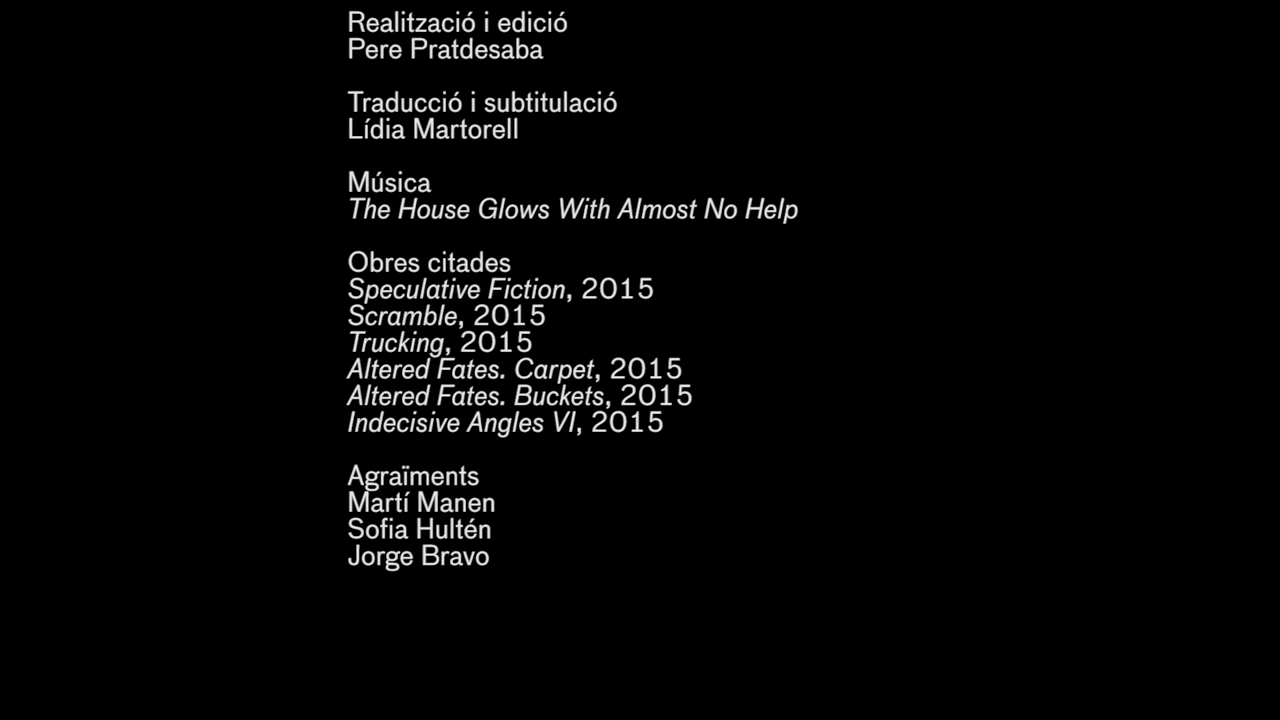 Realització i edició
Pere Pratdesaba
Traducció i subtitulació
Lídia Martorell
Música
The House Glows With Almost No Help
Obres citades
Speculative Fiction, 2015
Scramble, 2015
Trucking, 2015
Altered Fates. Carpet, 2015
Altered Fates. Buckets, 2015
Indecisive Angles VI, 2015
Agraïments
Martí Manen
Sofia Hultén
Jorge Bravo